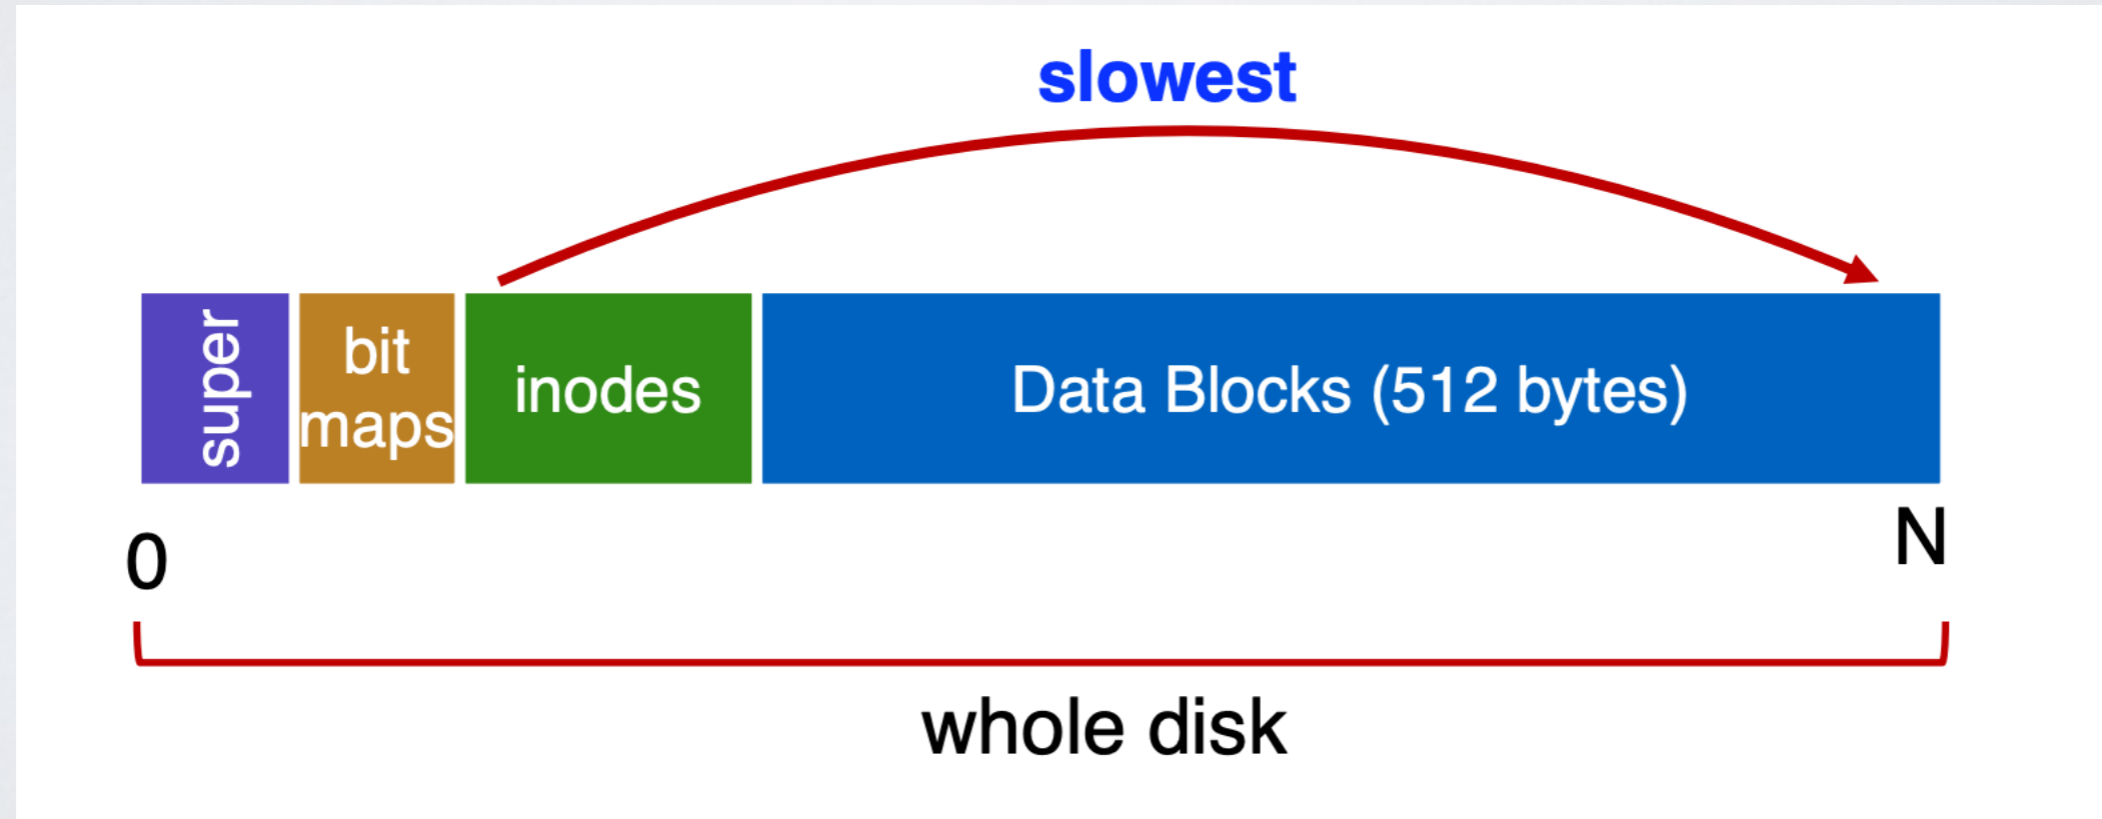 slowest
super
bit
maps
inodes
Data Blocks (512 bytes)
0
N
whole disk